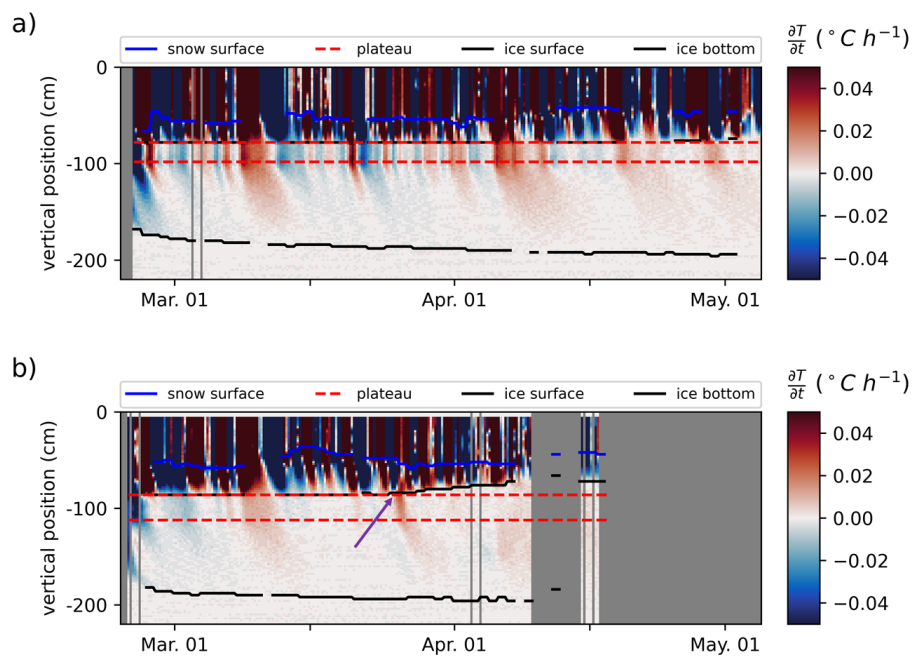 a)
snow surface plateau ice surface ice bottom
∂T/∂t (°C h⁻¹)
vertical position (cm)
0
-100
-200
Mar. 01 Apr. 01 May. 01
0.04
0.02
0.00
−0.02
−0.04
b)
snow surface plateau ice surface ice bottom
∂T/∂t (°C h⁻¹)
vertical position (cm)
0
-100
-200
Mar. 01 Apr. 01 May. 01
0.04
0.02
0.00
−0.02
−0.04